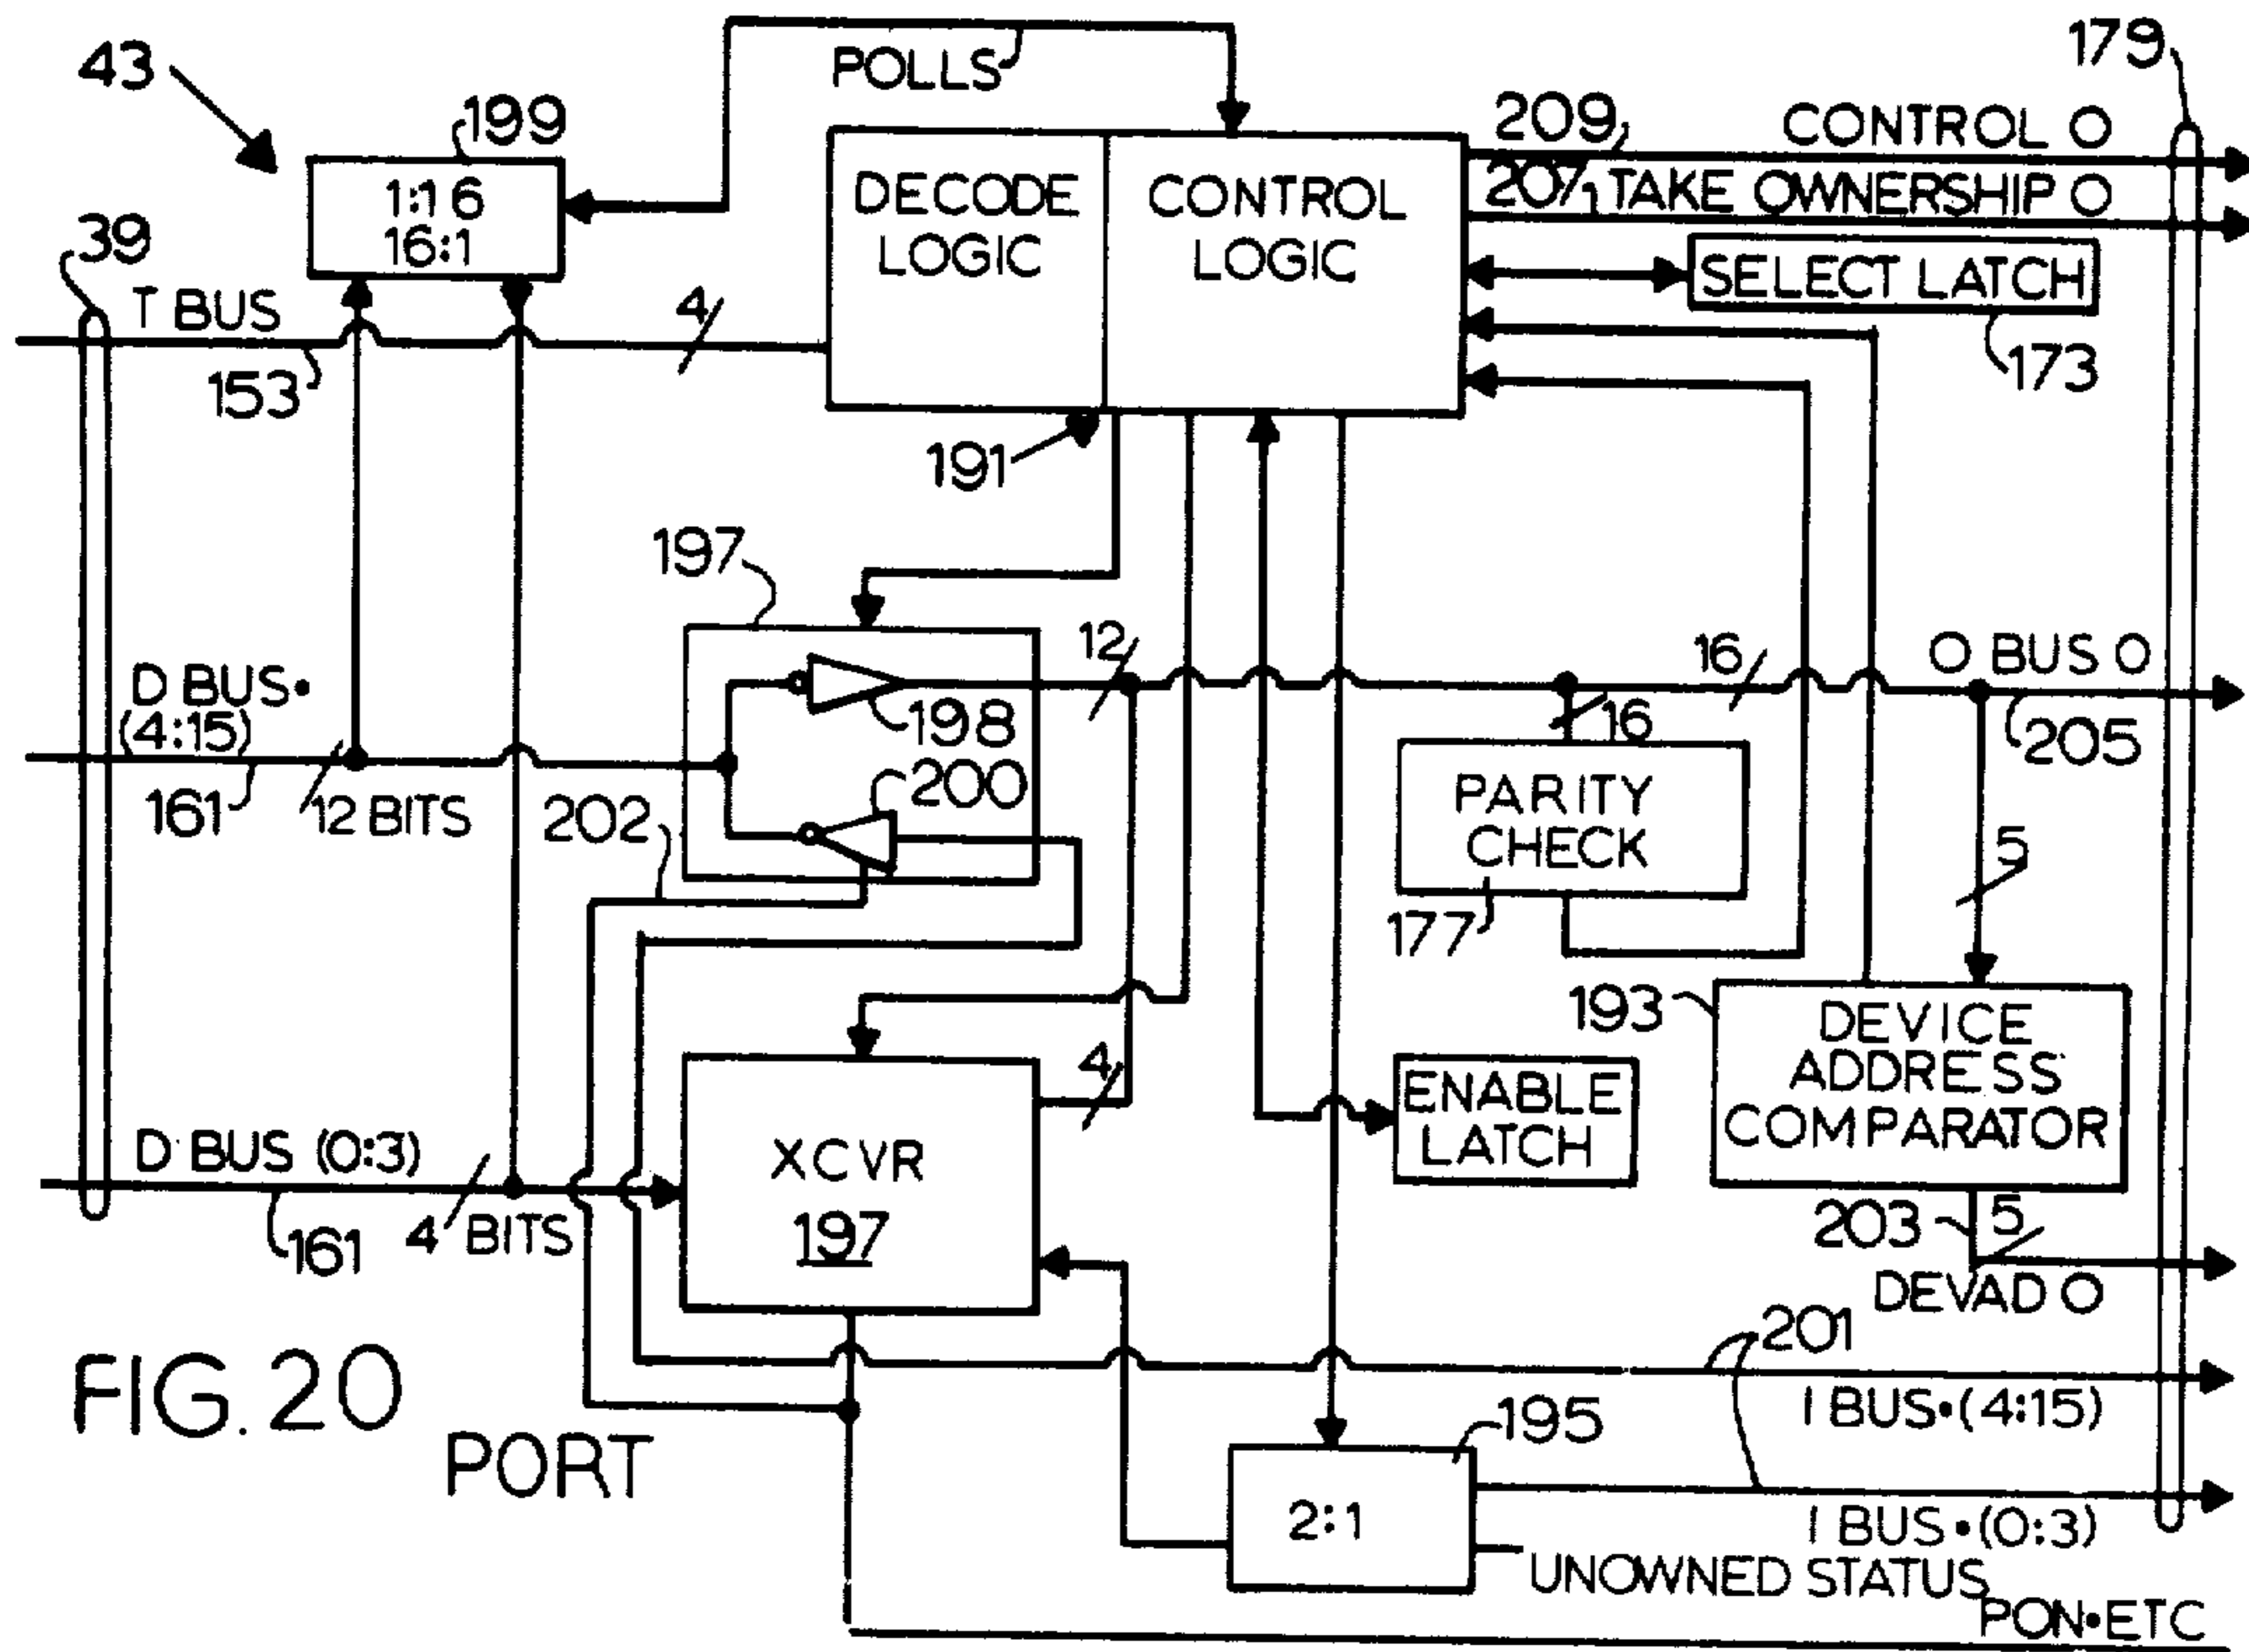 43
199
1:16
16:1
POLLS
DECODE
LOGIC
CONTROL
LOGIC
191
179
209
CONTROL O
207
TAKE OWNERSHIP O
SELECT LATCH
173
39
T BUS
4
153
197
198
200
202
D BUS•
(4:15)
161
12 BITS
12
16
O BUS O
205
16
PARITY
CHECK
177
5
193
DEVICE
ADDRESS
COMPARATOR
203
5
DEVAD O
ENABLE
LATCH
D BUS (0:3)
161
4 BITS
XCVR
197
4
201
I BUS•(4:15)
195
2:1
I BUS•(0:3)
UNOWNED STATUS
PON•ETC
FIG. 20
PORT